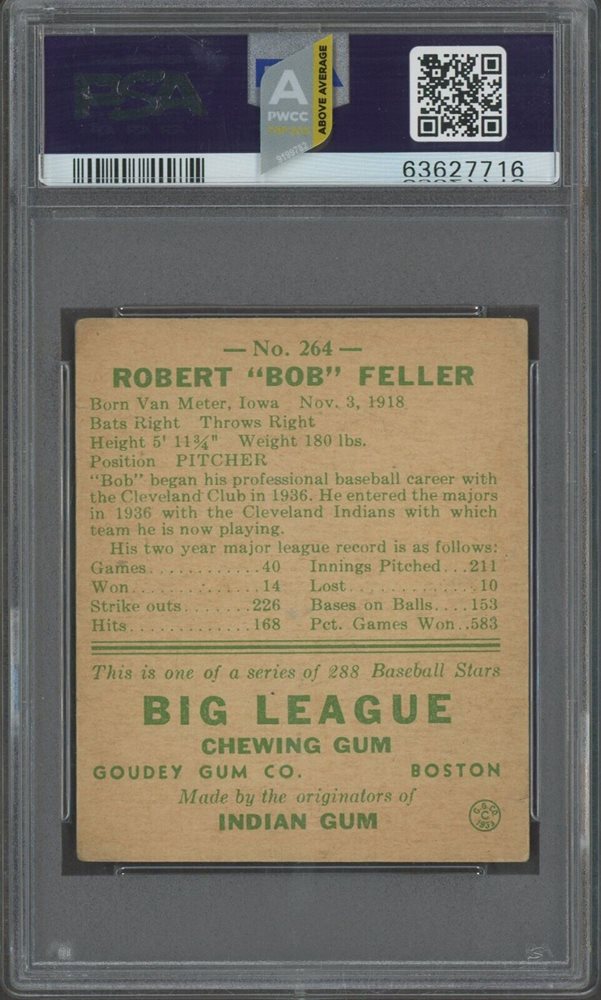 PSA
A
PWCC
TOP 30%
ABOVE AVERAGE
9199782
63627716
— No. 264 —
ROBERT "BOB" FELLER
Born Van Meter, Iowa Nov. 3, 1918
Bats Right Throws Right
Height 5' 11¾" Weight 180 lbs.
Position PITCHER
"Bob" began his professional baseball career with
the Cleveland Club in 1936. He entered the majors
in 1936 with the Cleveland Indians with which
team he is now playing.
His two year major league record is as follows:
Games............40 Innings Pitched...211
Won..............14 Lost................10
Strike outs.......226 Bases on Balls....153
Hits.............168 Pct. Games Won..583
This is one of a series of 288 Baseball Stars
BIG LEAGUE
CHEWING GUM
GOUDEY GUM CO. BOSTON
Made by the originators of
INDIAN GUM
G.G.CO.
C